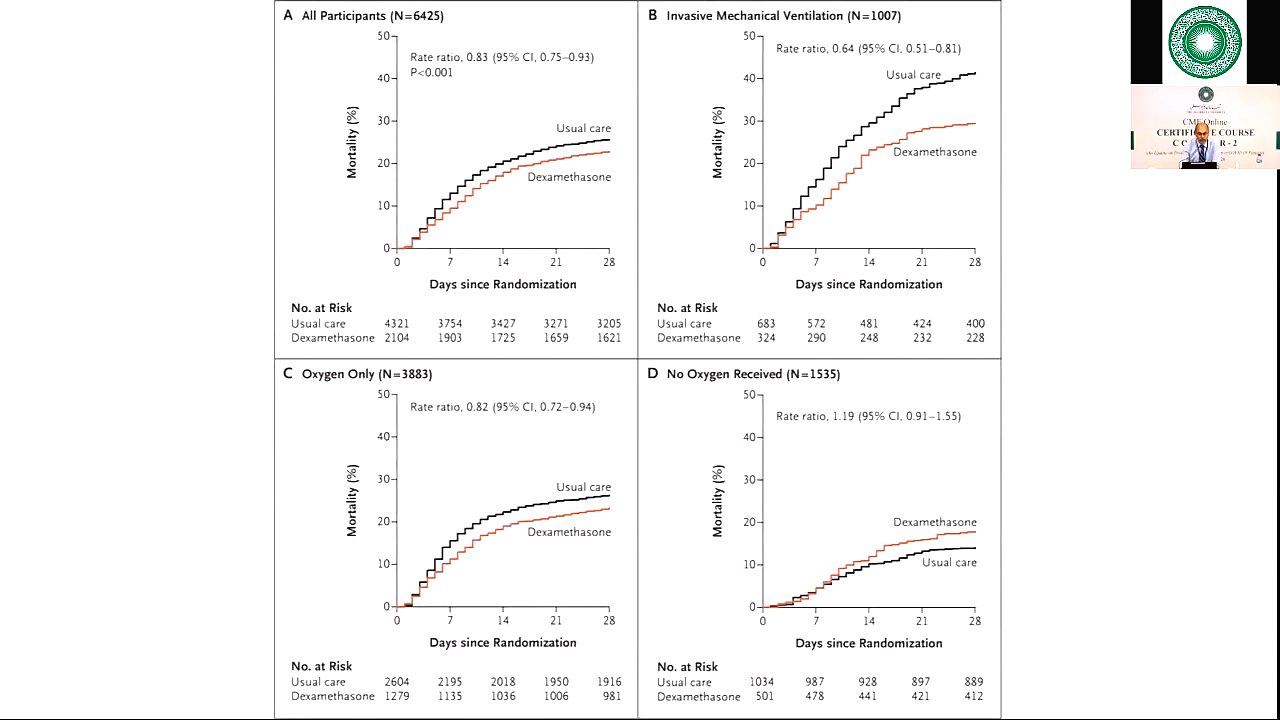 A All Participants (N=6425)
50
40
30
20
10
0
Mortality (%)
Rate ratio, 0.83 (95% CI, 0.75–0.93)
P<0.001
Usual care
Dexamethasone
0 7 14 21 28
Days since Randomization
No. at Risk
Usual care 4321 3754 3427 3271 3205
Dexamethasone 2104 1903 1725 1659 1621
B Invasive Mechanical Ventilation (N=1007)
50
40
30
20
10
0
Mortality (%)
Rate ratio, 0.64 (95% CI, 0.51–0.81)
Usual care
Dexamethasone
0 7 14 21 28
Days since Randomization
No. at Risk
Usual care 683 572 481 424 400
Dexamethasone 324 290 248 232 228
C Oxygen Only (N=3883)
50
40
30
20
10
0
Mortality (%)
Rate ratio, 0.82 (95% CI, 0.72–0.94)
Usual care
Dexamethasone
0 7 14 21 28
Days since Randomization
No. at Risk
Usual care 2604 2195 2018 1950 1916
Dexamethasone 1279 1135 1036 1006 981
D No Oxygen Received (N=1535)
50
40
30
20
10
0
Mortality (%)
Rate ratio, 1.19 (95% CI, 0.91–1.55)
Dexamethasone
Usual care
0 7 14 21 28
Days since Randomization
No. at Risk
Usual care 1034 987 928 897 889
Dexamethasone 501 478 441 421 412
CME Online
COURSE